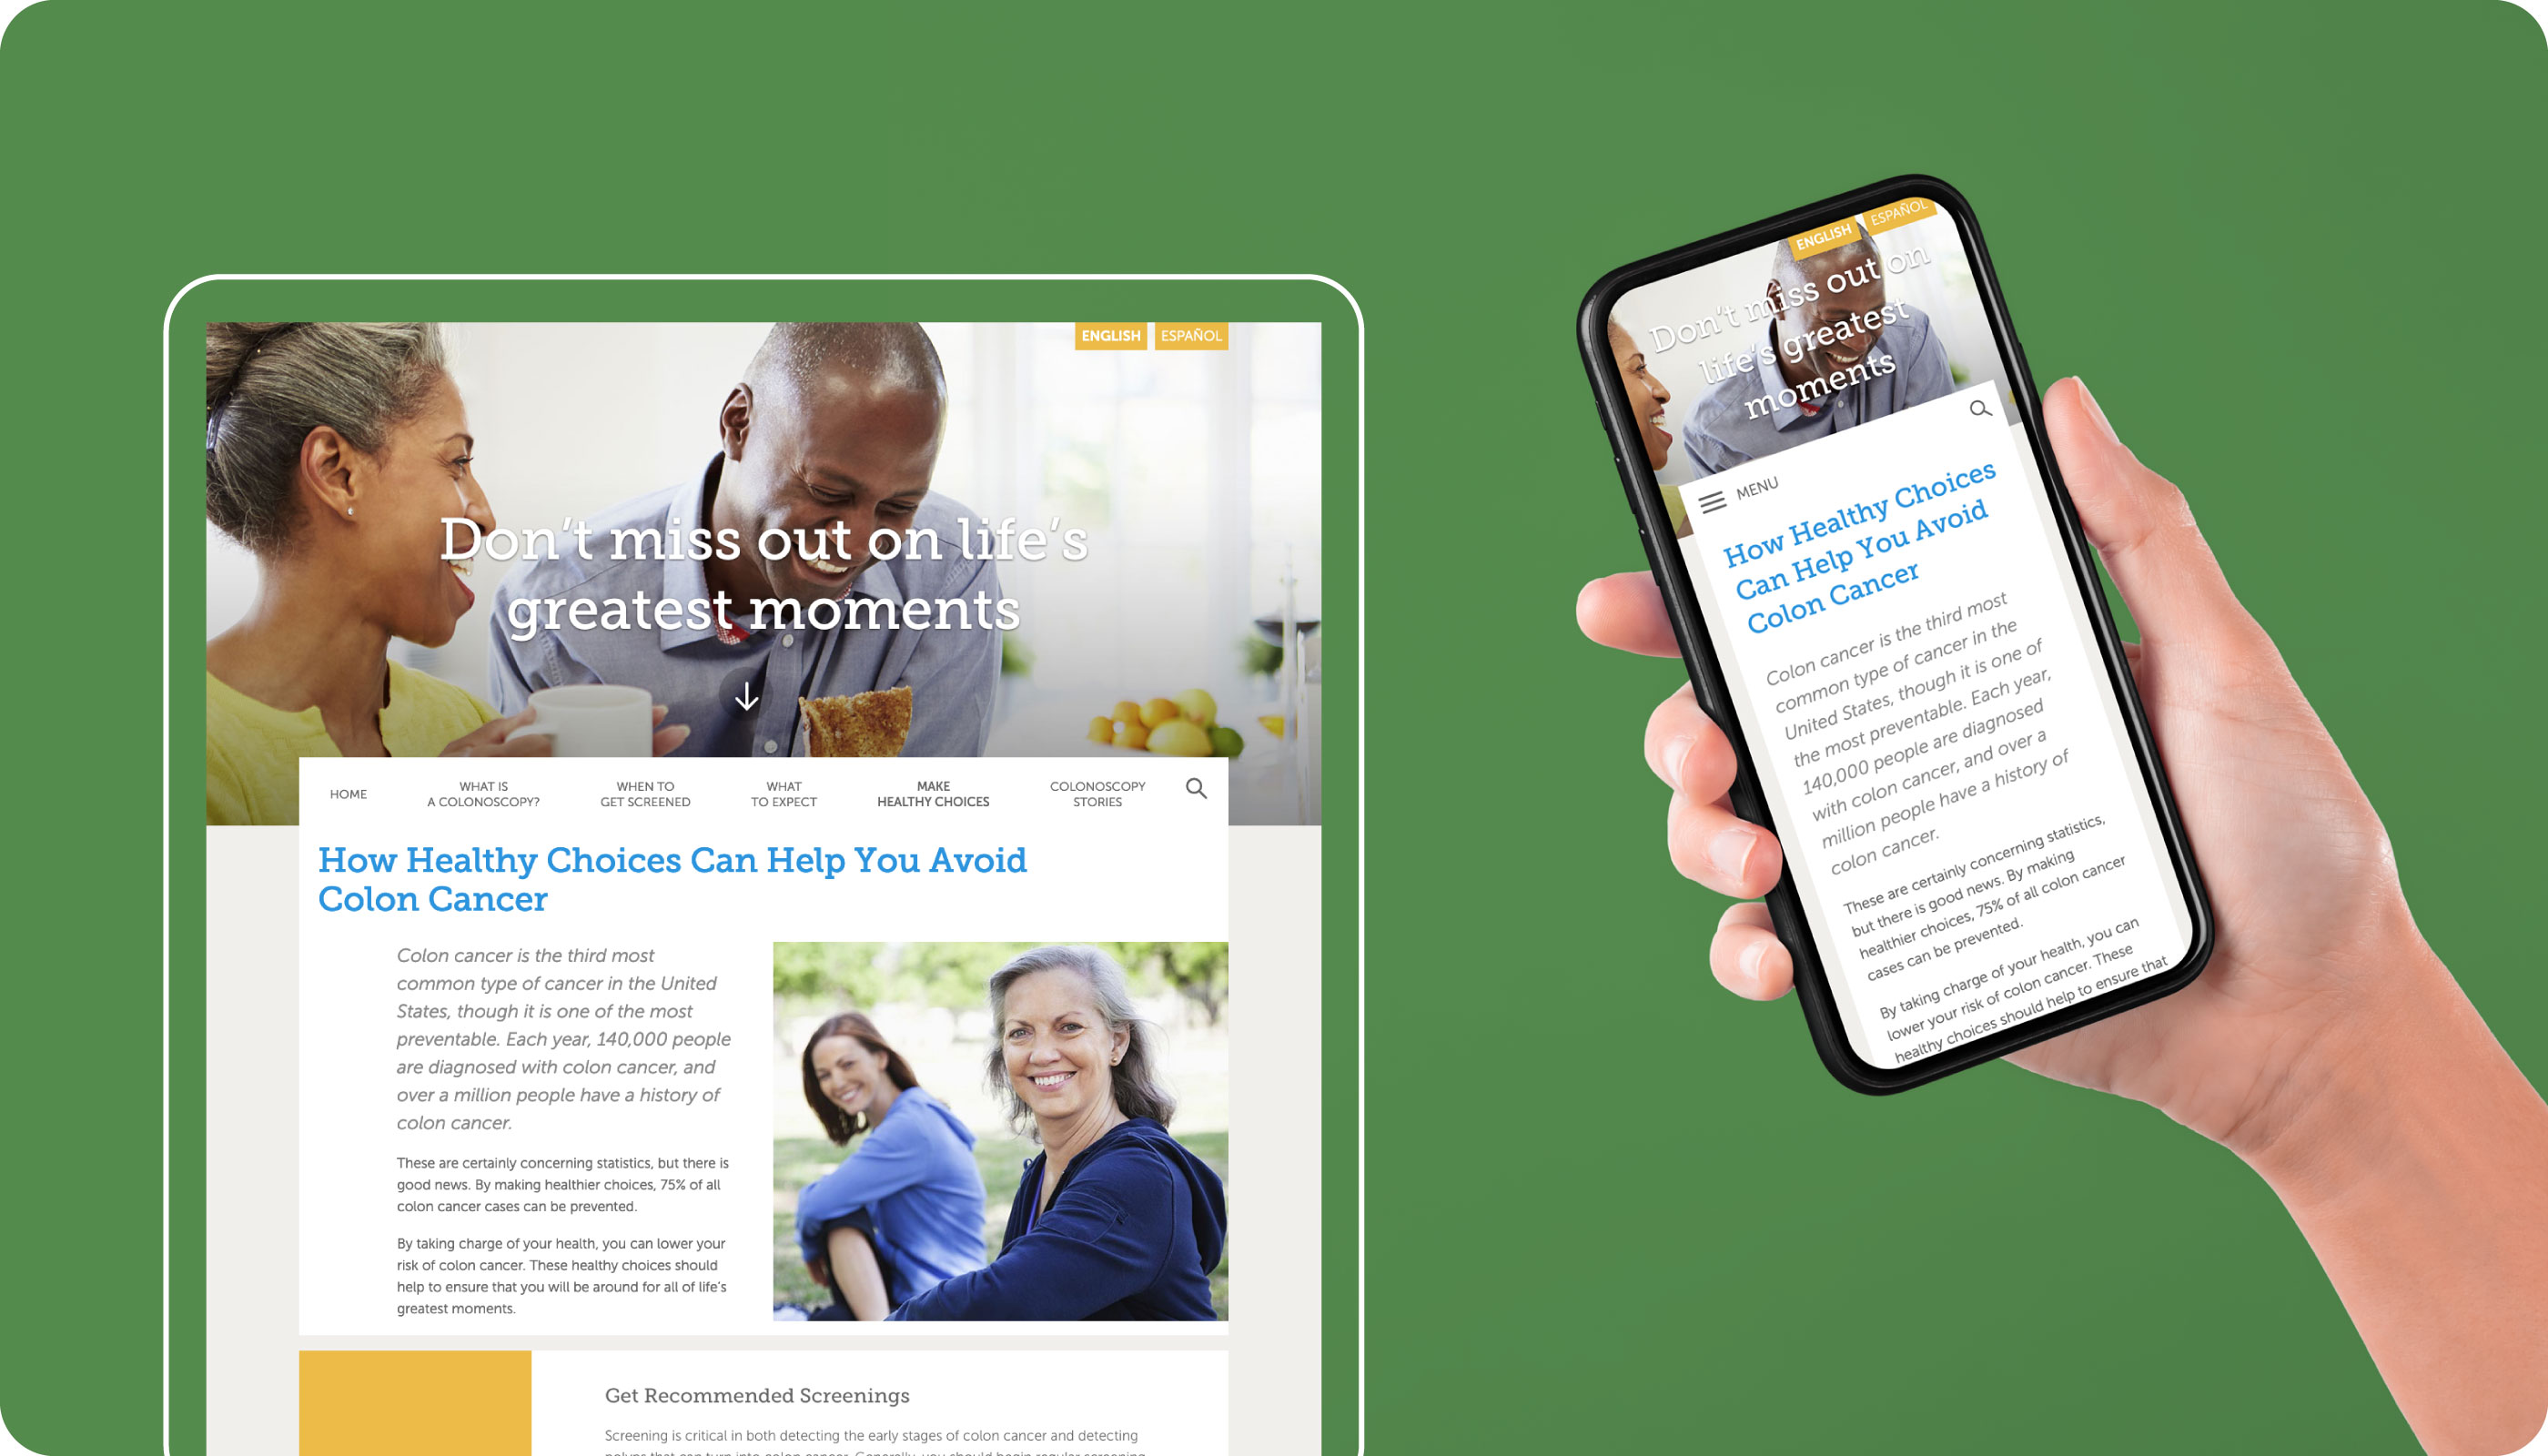 ENGLISH ESPAÑOL
Don't miss out on life's
greatest moments
HOME
WHAT IS
A COLONOSCOPY?
WHEN TO
GET SCREENED
WHAT
TO EXPECT
MAKE
HEALTHY CHOICES
COLONOSCOPY
STORIES
How Healthy Choices Can Help You Avoid
Colon Cancer
Colon cancer is the third most
common type of cancer in the United
States, though it is one of the most
preventable. Each year, 140,000 people
are diagnosed with colon cancer, and
over a million people have a history of
colon cancer.
These are certainly concerning statistics, but there is
good news. By making healthier choices, 75% of all
colon cancer cases can be prevented.
By taking charge of your health, you can lower your
risk of colon cancer. These healthy choices should
help to ensure that you will be around for all of life's
greatest moments.
Get Recommended Screenings
Screening is critical in both detecting the early stages of colon cancer and detecting
polyps that can turn into colon cancer. Generally, you should begin regular screening
ENGLISH ESPAÑOL
Don't miss out on
life's greatest
moments
MENU
How Healthy Choices
Can Help You Avoid
Colon Cancer
Colon cancer is the third most
common type of cancer in the
United States, though it is one of
the most preventable. Each year,
140,000 people are diagnosed
with colon cancer, and over a
million people have a history of
colon cancer.
These are certainly concerning statistics,
but there is good news. By making
healthier choices, 75% of all colon cancer
cases can be prevented.
By taking charge of your health, you can
lower your risk of colon cancer. These
healthy choices should help to ensure that